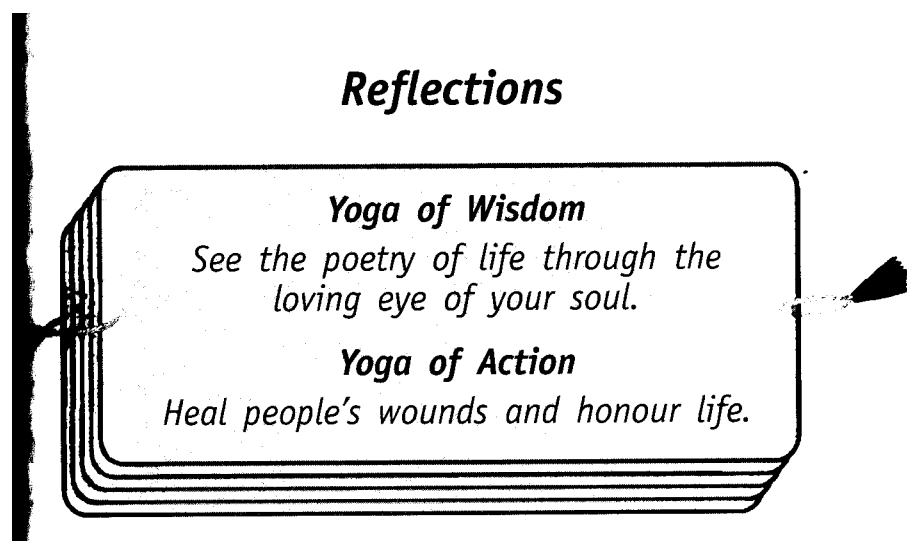 Reflections
Yoga of Wisdom
See the poetry of life through the
loving eye of your soul.
Yoga of Action
Heal people's wounds and honour life.